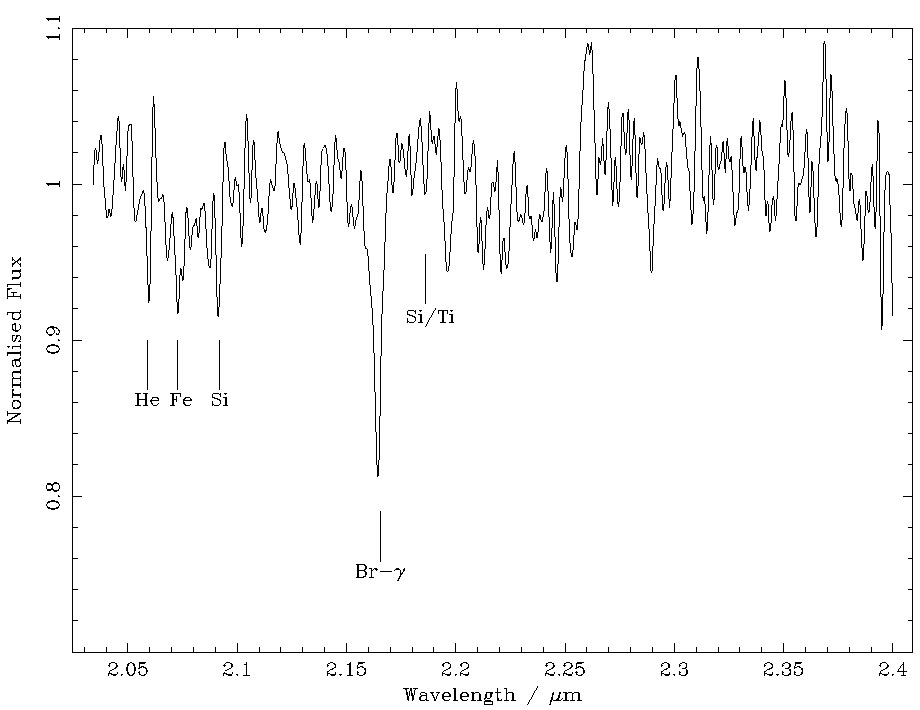 1.1
1
0.9
0.8
Normalised Flux
He Fe Si
Si/Ti
Br-γ
2.05 2.1 2.15 2.2 2.25 2.3 2.35 2.4
Wavelength / μm